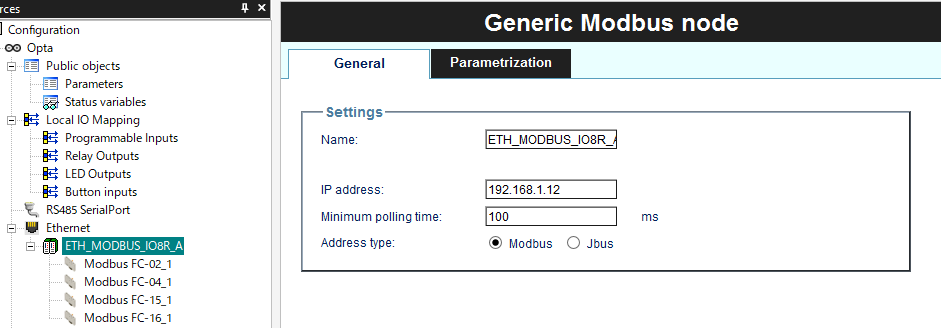 rces
Configuration
Opta
Public objects
Parameters
Status variables
Local IO Mapping
Programmable Inputs
Relay Outputs
LED Outputs
Button inputs
RS485 SerialPort
Ethernet
ETH_MODBUS_IO8R_A
Modbus FC-02_1
Modbus FC-04_1
Modbus FC-15_1
Modbus FC-16_1
Generic Modbus node
General Parametrization
Settings
Name: ETH_MODBUS_IO8R_A
IP address: 192.168.1.12
Minimum polling time: 100 ms
Address type: Modbus Jbus